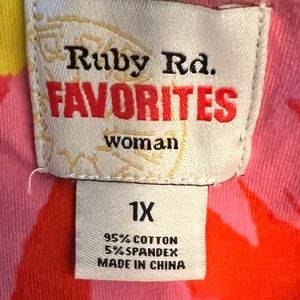 Ruby Rd.
FAVORITES
woman
1X
95% COTTON
5% SPANDEX
MADE IN CHINA